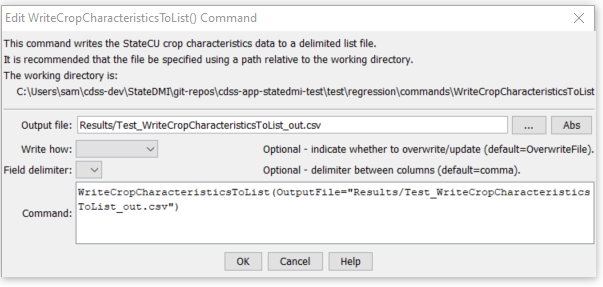 Edit WriteCropCharacteristicsToList() Command
This command writes the StateCU crop characteristics data to a delimited list file.
It is recommended that the file be specified using a path relative to the working directory.
The working directory is:
C:\Users\sam\cdss-dev\StateDMI\git-repos\cdss-app-statedmi-test\test\regression\commands\WriteCropCharacteristicsToList
Output file: Results/Test_WriteCropCharacteristicsToList_out.csv ... Abs
Write how: Optional - indicate whether to overwrite/update (default=OverwriteFile).
Field delimiter: Optional - delimiter between columns (default=comma).
Command: WriteCropCharacteristicsToList(OutputFile="Results/Test_WriteCropCharacteristics
ToList_out.csv")
OK Cancel Help